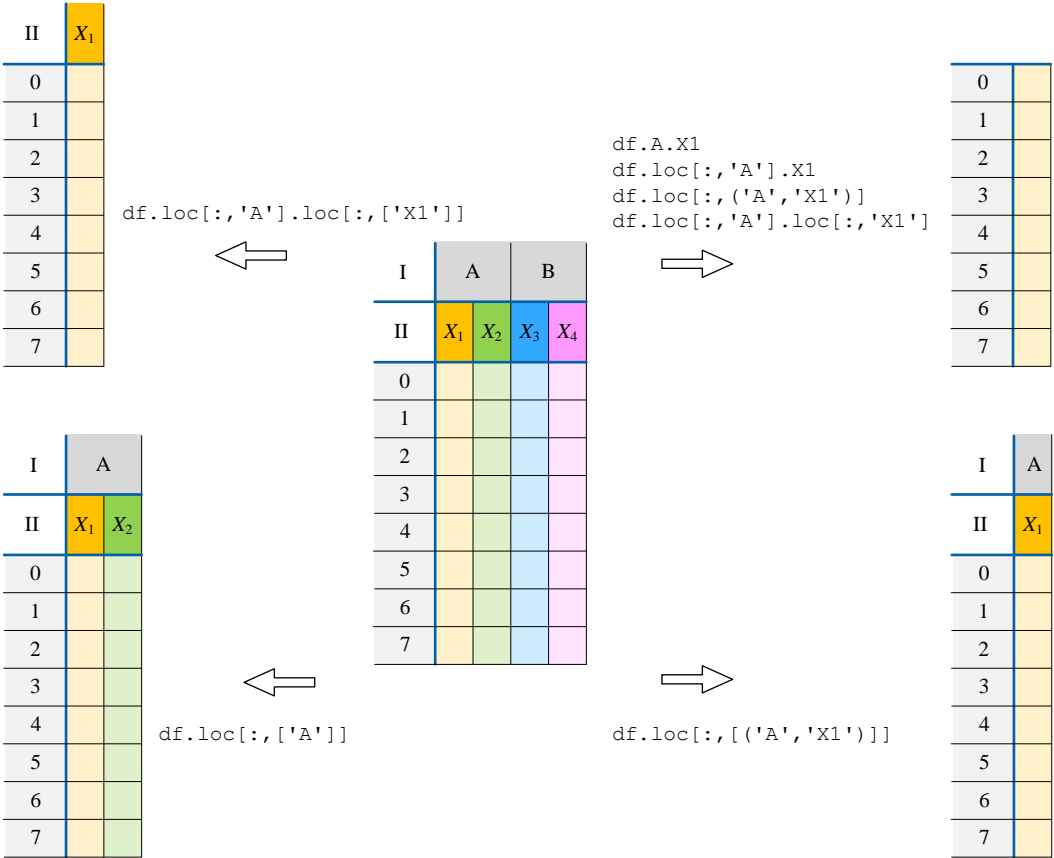 II X₁
0
1
2
3
4
5
6
7
df.loc[:,'A'].loc[:,['X1']]
df.A.X1
df.loc[:,'A'].X1
df.loc[:,('A','X1')]
df.loc[:,'A'].loc[:,'X1']
0
1
2
3
4
5
6
7
I A B
II X₁ X₂ X₃ X₄
0
1
2
3
4
5
6
7
I A
II X₁ X₂
0
1
2
3
4
5
6
7
df.loc[:,['A']]
df.loc[:,[('A','X1')]]
I A
II X₁
0
1
2
3
4
5
6
7